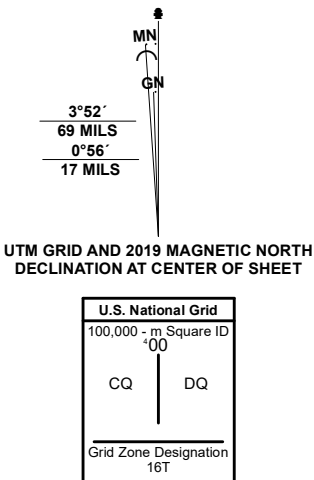 MN
GN
3°52´
69 MILS
0°56´
17 MILS
UTM GRID AND 2019 MAGNETIC NORTH
DECLINATION AT CENTER OF SHEET
U.S. National Grid
100,000 - m Square ID
⁴00
CQ DQ
Grid Zone Designation
16T